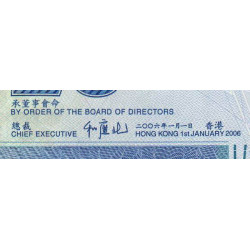 承董事會命
BY ORDER OF THE BOARD OF DIRECTORS
總裁 二〇〇六年一月一日 香港
CHIEF EXECUTIVE HONG KONG 1st JANUARY 2006